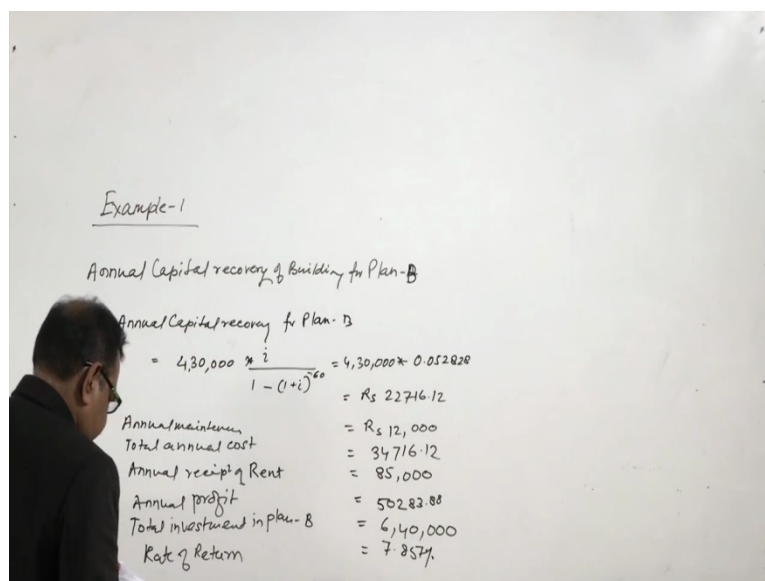 Example-1
Annual Capital recovery of Building for Plan-B
Annual Capital recovery for Plan-B
= 4,30,000 * i / 1 - (1+i)^-60 = 4,30,000 * 0.052828
= Rs 22716.12
Annual maintenen = Rs 12,000
Total annual cost = 34716.12
Annual receipt of Rent = 85,000
Annual profit = 50283.88
Total investment in plan-B = 6,40,000
Rate of Return = 7.857%